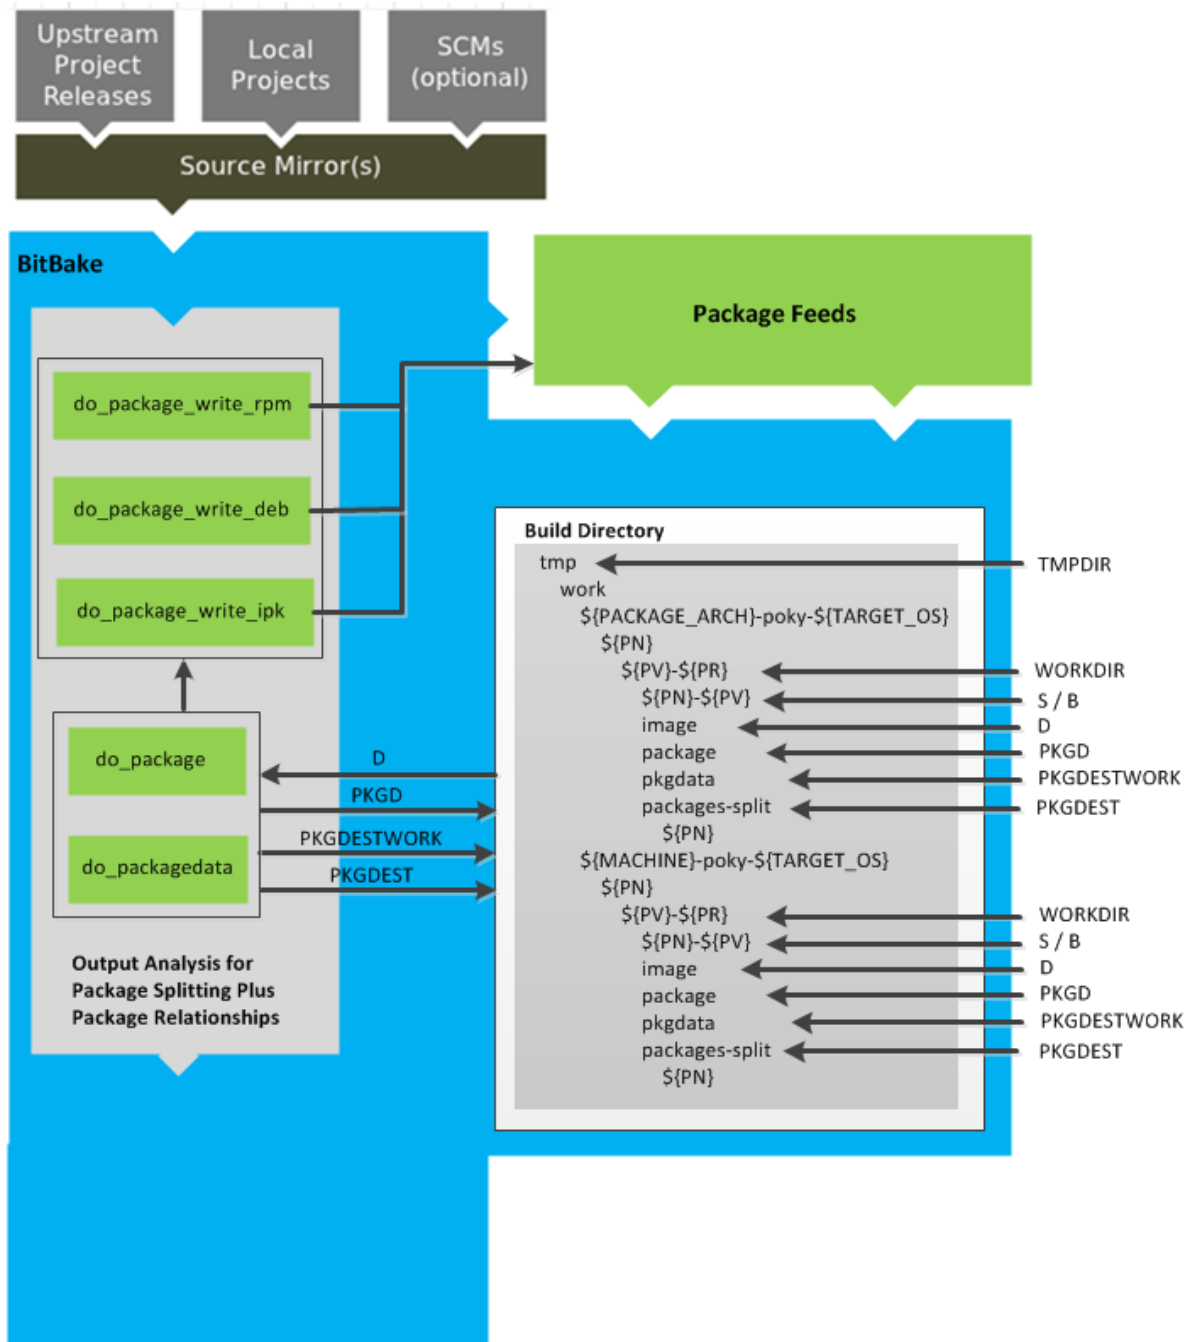 Upstream
Project
Releases
Local
Projects
SCMs
(optional)
Source Mirror(s)
BitBake
Package Feeds
do_package_write_rpm
do_package_write_deb
do_package_write_ipk
do_package
do_packagedata
D
PKGD
PKGDESTWORK
PKGDEST
Output Analysis for
Package Splitting Plus
Package Relationships
Build Directory
tmp
TMPDIR
work
${PACKAGE_ARCH}-poky-${TARGET_OS}
${PN}
${PV}-${PR}
WORKDIR
${PN}-${PV}
S / B
image
D
package
PKGD
pkgdata
PKGDESTWORK
packages-split
PKGDEST
${PN}
${MACHINE}-poky-${TARGET_OS}
${PN}
${PV}-${PR}
WORKDIR
${PN}-${PV}
S / B
image
D
package
PKGD
pkgdata
PKGDESTWORK
packages-split
PKGDEST
${PN}